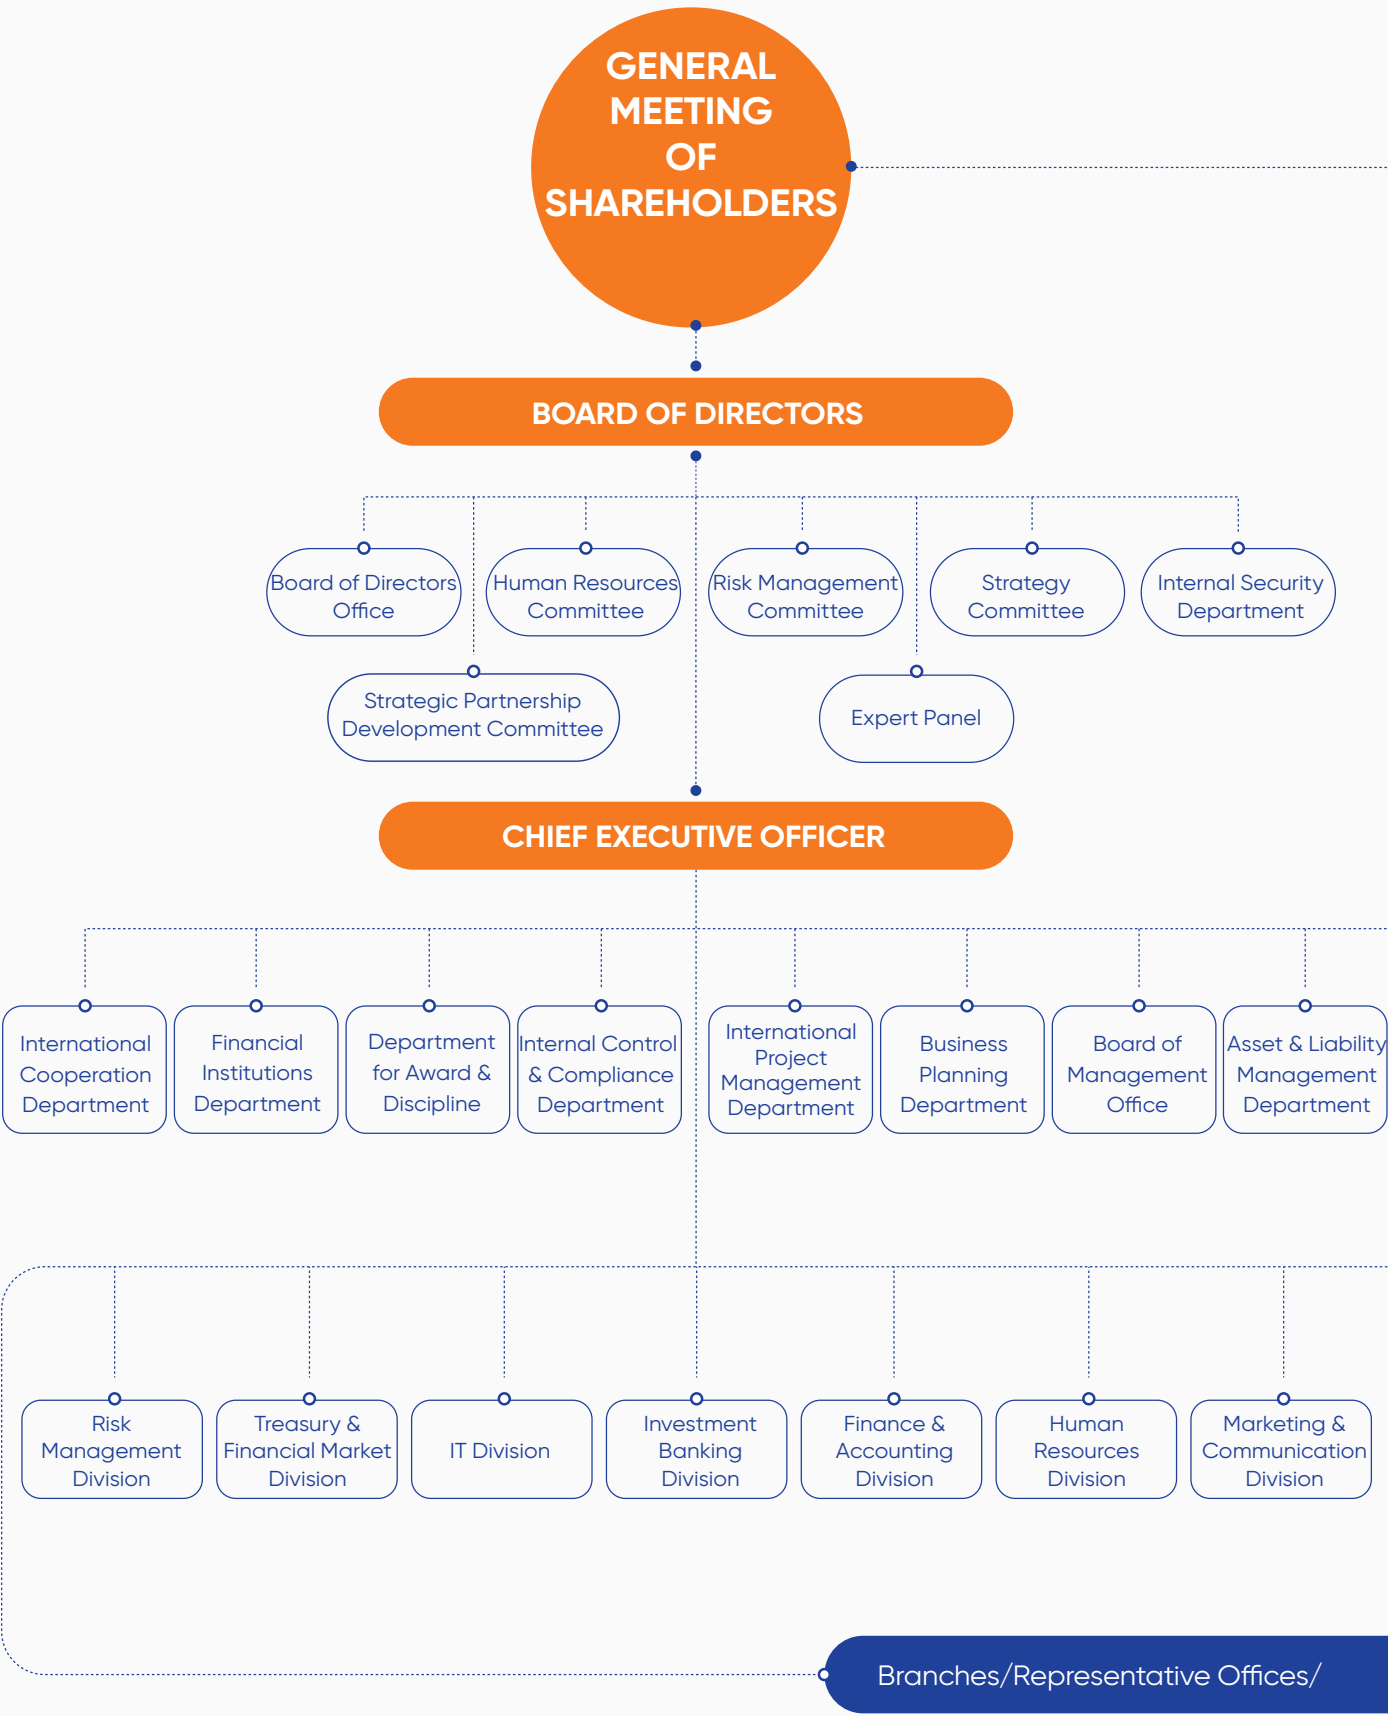 GENERAL
MEETING
OF
SHAREHOLDERS
BOARD OF DIRECTORS
Board of Directors
Office
Human Resources
Committee
Risk Management
Committee
Strategy
Committee
Internal Security
Department
Strategic Partnership
Development Committee
Expert Panel
CHIEF EXECUTIVE OFFICER
International
Cooperation
Department
Financial
Institutions
Department
Department
for Award &
Discipline
Internal Control
& Compliance
Department
International
Project
Management
Department
Business
Planning
Department
Board of
Management
Office
Asset & Liability
Management
Department
Risk
Management
Division
Treasury &
Financial Market
Division
IT Division
Investment
Banking
Division
Finance &
Accounting
Division
Human
Resources
Division
Marketing &
Communication
Division
Branches/Representative Offices/